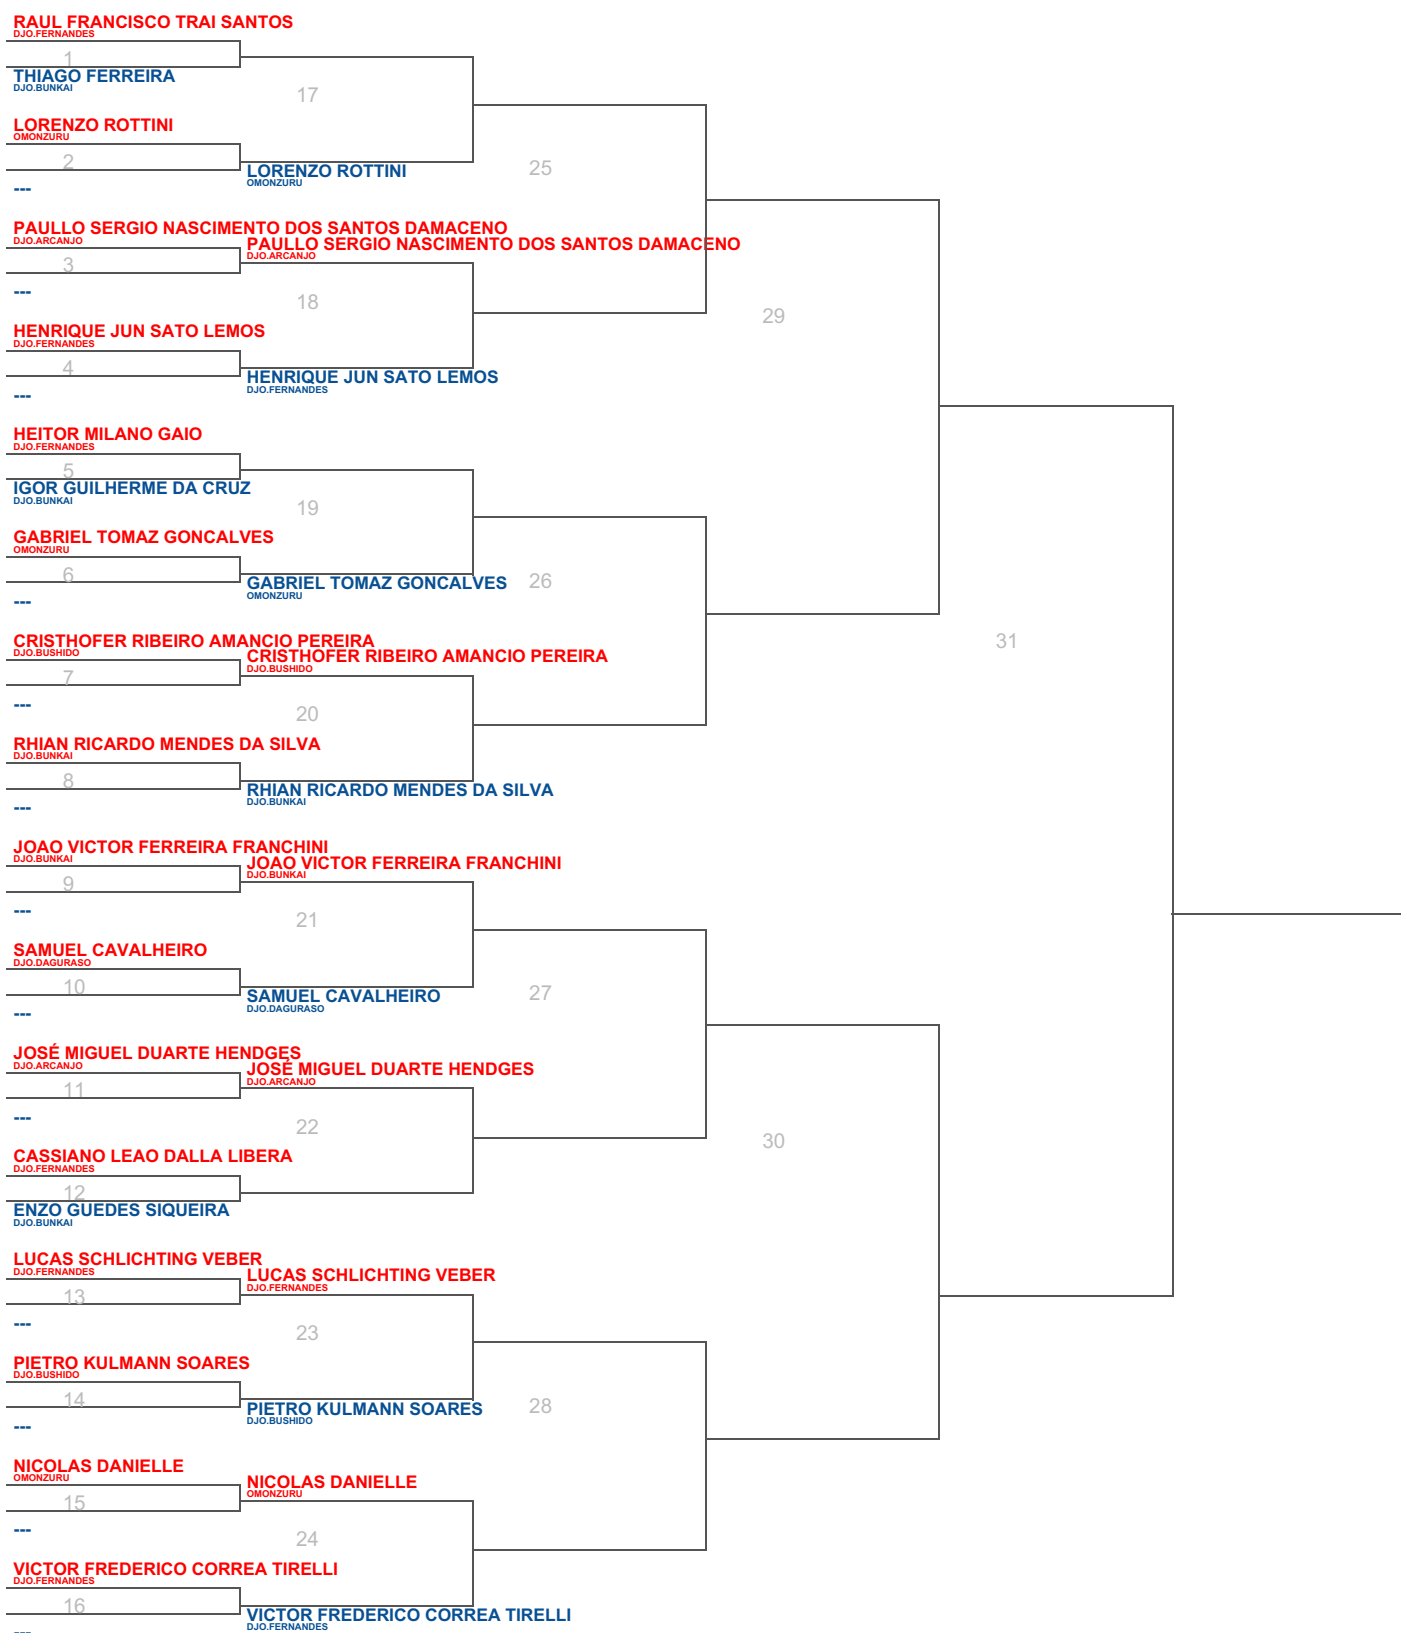 RAUL FRANCISCO TRAI SANTOS
DJO.FERNANDES
1
THIAGO FERREIRA
DJO.BUNKAI
17
LORENZO ROTTINI
OMONZURU
2
LORENZO ROTTINI
OMONZURU
25
---
PAULLO SERGIO NASCIMENTO DOS SANTOS DAMACENO
DJO.ARCANJO
PAULLO SERGIO NASCIMENTO DOS SANTOS DAMACENO
DJO.ARCANJO
3
---
18
29
HENRIQUE JUN SATO LEMOS
DJO.FERNANDES
4
HENRIQUE JUN SATO LEMOS
DJO.FERNANDES
---
HEITOR MILANO GAIO
DJO.FERNANDES
5
IGOR GUILHERME DA CRUZ
DJO.BUNKAI
19
GABRIEL TOMAZ GONCALVES
OMONZURU
6
GABRIEL TOMAZ GONCALVES
OMONZURU
26
---
CRISTHOFER RIBEIRO AMANCIO PEREIRA
DJO.BUSHIDO
CRISTHOFER RIBEIRO AMANCIO PEREIRA
DJO.BUSHIDO
31
7
---
20
RHIAN RICARDO MENDES DA SILVA
DJO.BUNKAI
8
RHIAN RICARDO MENDES DA SILVA
DJO.BUNKAI
---
JOAO VICTOR FERREIRA FRANCHINI
DJO.BUNKAI
JOAO VICTOR FERREIRA FRANCHINI
DJO.BUNKAI
9
---
21
SAMUEL CAVALHEIRO
DJO.DAGURASO
10
SAMUEL CAVALHEIRO
DJO.DAGURASO
27
---
JOSÉ MIGUEL DUARTE HENDGES
DJO.ARCANJO
JOSÉ MIGUEL DUARTE HENDGES
DJO.ARCANJO
11
---
22
30
CASSIANO LEAO DALLA LIBERA
DJO.FERNANDES
12
ENZO GUEDES SIQUEIRA
DJO.BUNKAI
LUCAS SCHLICHTING VEBER
DJO.FERNANDES
LUCAS SCHLICHTING VEBER
DJO.FERNANDES
13
---
23
PIETRO KULMANN SOARES
DJO.BUSHIDO
14
PIETRO KULMANN SOARES
DJO.BUSHIDO
28
---
NICOLAS DANIELLE
OMONZURU
NICOLAS DANIELLE
OMONZURU
15
---
24
VICTOR FREDERICO CORREA TIRELLI
DJO.FERNANDES
16
VICTOR FREDERICO CORREA TIRELLI
DJO.FERNANDES
---